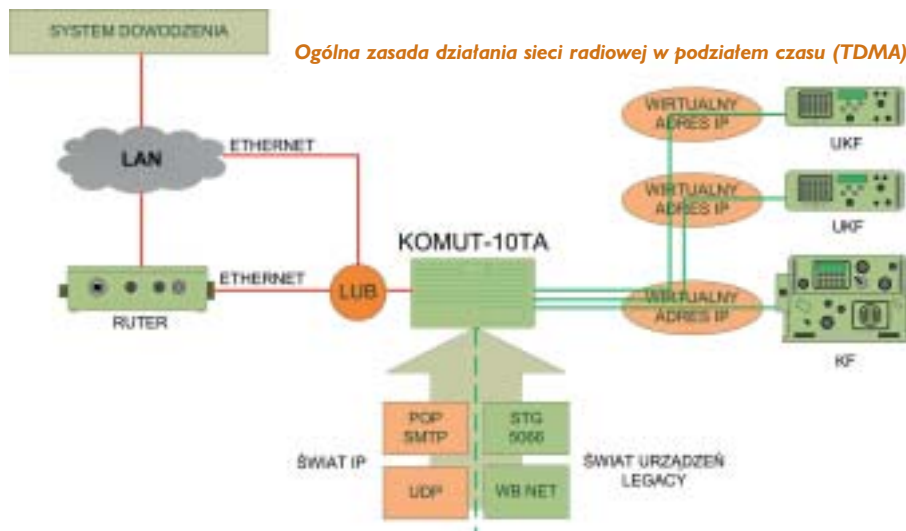 SYSTEM DOWODZENIA
Ogólna zasada działania sieci radiowej w podziałem czasu (TDMA)
WIRTUALNY
ADRES IP
UKF
ETHERNET
LAN
WIRTUALNY
ADRES IP
UKF
KOMUT-10TA
ETHERNET
LUB
WIRTUALNY
ADRES IP
RUTER
KF
POP
SMTP
STG
5066
ŚWIAT IP
ŚWIAT URZĄDZEŃ
LEGACY
UDP
WB NET